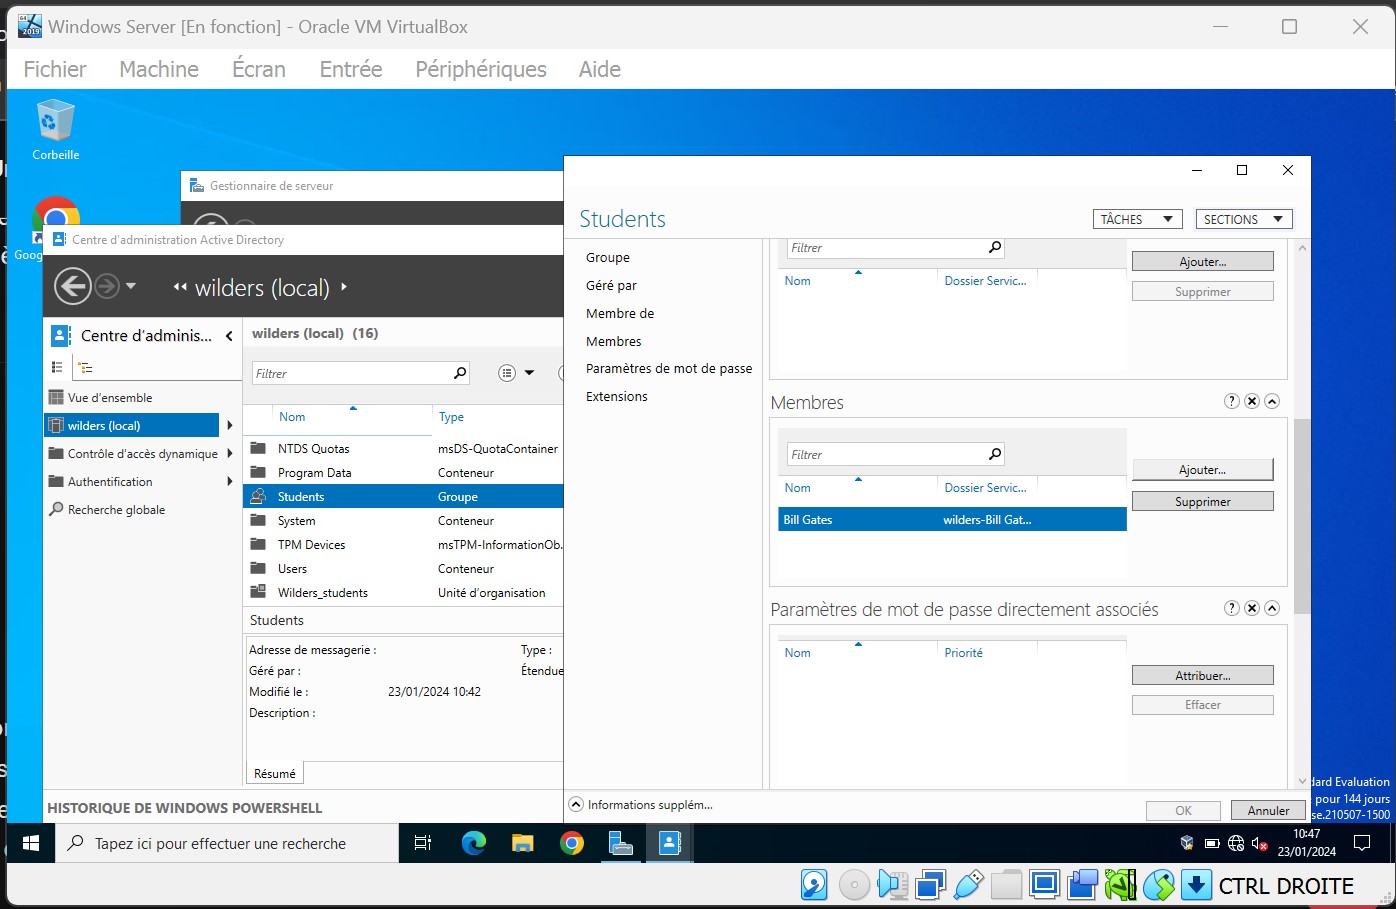 Windows Server [En fonction] - Oracle VM VirtualBox
Fichier Machine Écran Entrée Périphériques Aide
Corbeille
Goog
Gestionnaire de serveur
Centre d'administration Active Directory
wilders (local)
Centre d'adminis...
Vue d'ensemble
wilders (local)
Contrôle d'accès dynamique
Authentification
Recherche globale
wilders (local) (16)
Filtrer
Nom Type
NTDS Quotas msDS-QuotaContainer
Program Data Conteneur
Students Groupe
System Conteneur
TPM Devices msTPM-InformationOb.
Users Conteneur
Wilders_students Unité d'organisation
Students
Adresse de messagerie : Type :
Géré par : Étendue
Modifié le : 23/01/2024 10:42
Description :
Résumé
HISTORIQUE DE WINDOWS POWERSHELL
Students
TÂCHES SECTIONS
Groupe
Géré par
Membre de
Membres
Paramètres de mot de passe
Extensions
Filtrer
Nom Dossier Servic...
Ajouter...
Supprimer
Membres
Filtrer
Nom Dossier Servic...
Bill Gates wilders-Bill Gat...
Ajouter...
Supprimer
Paramètres de mot de passe directement associés
Nom Priorité
Attribuer...
Effacer
Informations supplém...
OK Annuler
dard Evaluation
pour 144 jours
se.210507-1500
Tapez ici pour effectuer une recherche
10:47
23/01/2024
CTRL DROITE